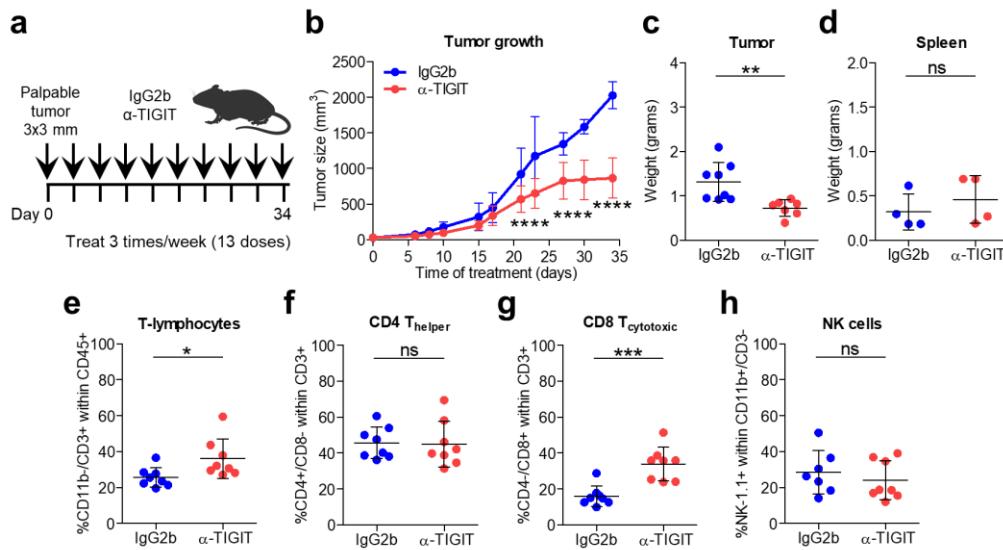 a
Palpable
tumor
3x3 mm
IgG2b
α-TIGIT
Day 0
34
Treat 3 times/week (13 doses)
b
Tumor growth
IgG2b
α-TIGIT
Tumor size (mm³)
2500
2000
1500
1000
500
0
****
****
****
0 5 10 15 20 25 30 35
Time of treatment (days)
c
Tumor
**
Weight (grams)
4
3
2
1
0
IgG2b α-TIGIT
d
Spleen
ns
Weight (grams)
2.0
1.5
1.0
0.5
0.0
IgG2b α-TIGIT
e
T-lymphocytes
*
%CD11b-/CD3+ within CD45+
100
80
60
40
20
0
IgG2b α-TIGIT
f
CD4 Thelper
ns
%CD4+/CD8- within CD3+
100
80
60
40
20
0
IgG2b α-TIGIT
g
CD8 Tcytotoxic
***
%CD4-/CD8+ within CD3+
100
80
60
40
20
0
IgG2b α-TIGIT
h
NK cells
ns
%NK-1.1+ within CD11b+/CD3-
100
80
60
40
20
0
IgG2b α-TIGIT